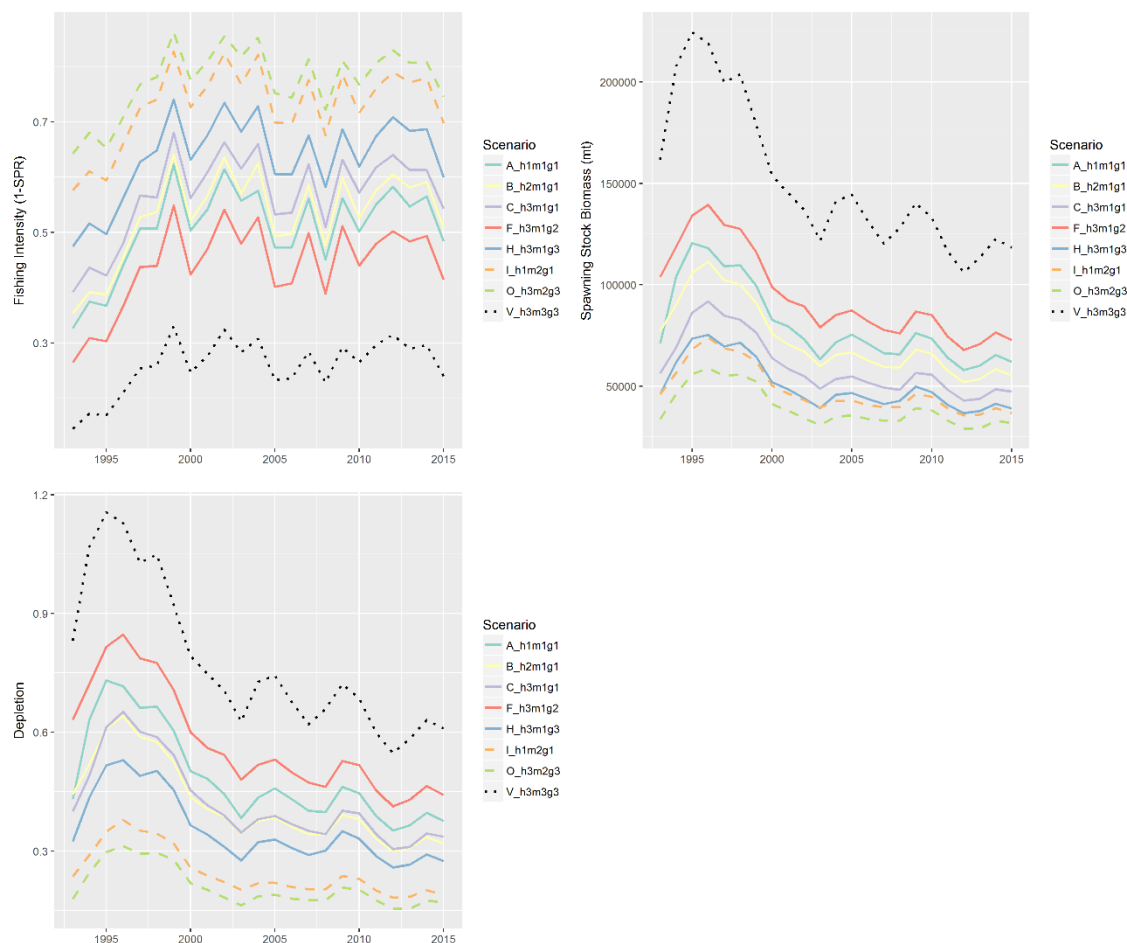 Fishing Intensity (1-SPR)
0.7
0.5
0.3
1995
2000
2005
2010
2015
Scenario
A_h1m1g1
B_h2m1g1
C_h3m1g1
F_h3m1g2
H_h3m1g3
I_h1m2g1
O_h3m2g3
V_h3m3g3
Spawning Stock Biomass (mt)
200000
150000
100000
50000
1995
2000
2005
2010
2015
Scenario
A_h1m1g1
B_h2m1g1
C_h3m1g1
F_h3m1g2
H_h3m1g3
I_h1m2g1
O_h3m2g3
V_h3m3g3
Depletion
1.2
0.9
0.6
0.3
1995
2000
2005
2010
2015
Scenario
A_h1m1g1
B_h2m1g1
C_h3m1g1
F_h3m1g2
H_h3m1g3
I_h1m2g1
O_h3m2g3
V_h3m3g3